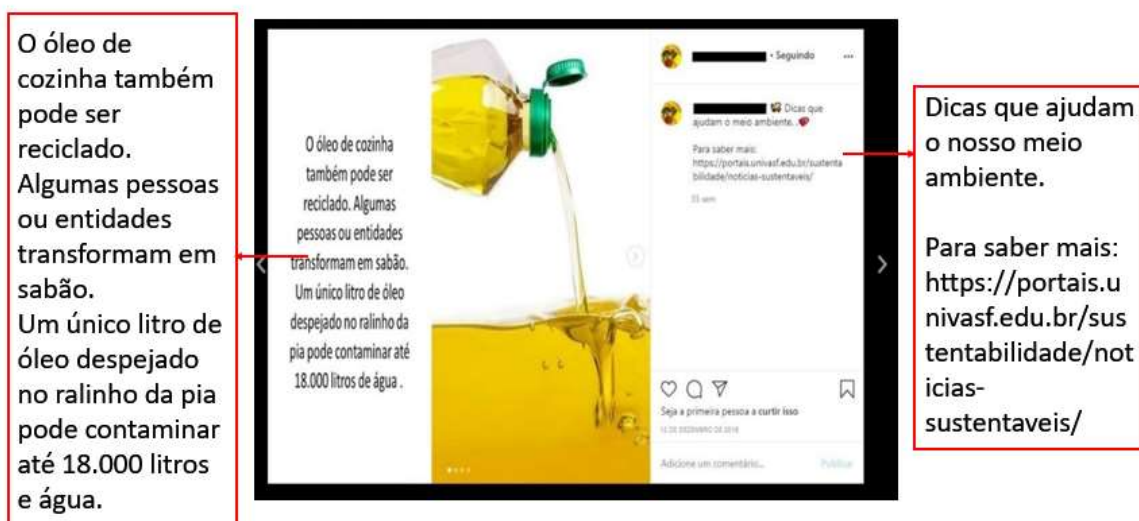 O óleo de
cozinha também
pode ser
reciclado.
Algumas pessoas
ou entidades
transformam em
sabão.
Um único litro de
óleo despejado
no ralinho da pia
pode contaminar
até 18.000 litros
e água.
O óleo de cozinha
também pode ser
reciclado. Algumas
pessoas ou entidades
transformam em sabão.
Um único litro de óleo
despejado no ralinho da
pia pode contaminar até
18.000 litros de água .
• Seguindo
Dicas que
ajudam o meio ambiente. .
Para saber mais:
https://portais.univasf.edu.br/sustenta
bilidade/noticias-sustentaveis/
Seja a primeira pessoa a curtir isso
DE DEZEMBRO DE
Adicione um comentário... Publicar
Dicas que ajudam
o nosso meio
ambiente.
Para saber mais:
https://portais.u
nivasf.edu.br/sus
tentabilidade/not
icias-
sustentaveis/